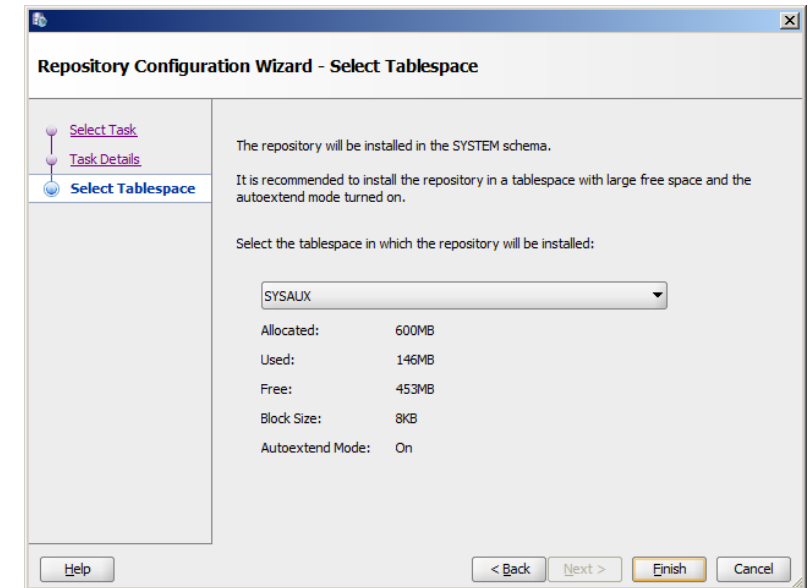 Repository Configuration Wizard - Select Tablespace
Select Task
Task Details
Select Tablespace
The repository will be installed in the SYSTEM schema.
It is recommended to install the repository in a tablespace with large free space and the
autoextend mode turned on.
Select the tablespace in which the repository will be installed:
SYSAUX
Allocated: 600MB
Used: 146MB
Free: 453MB
Block Size: 8KB
Autoextend Mode: On
Help < Back Next > Finish Cancel